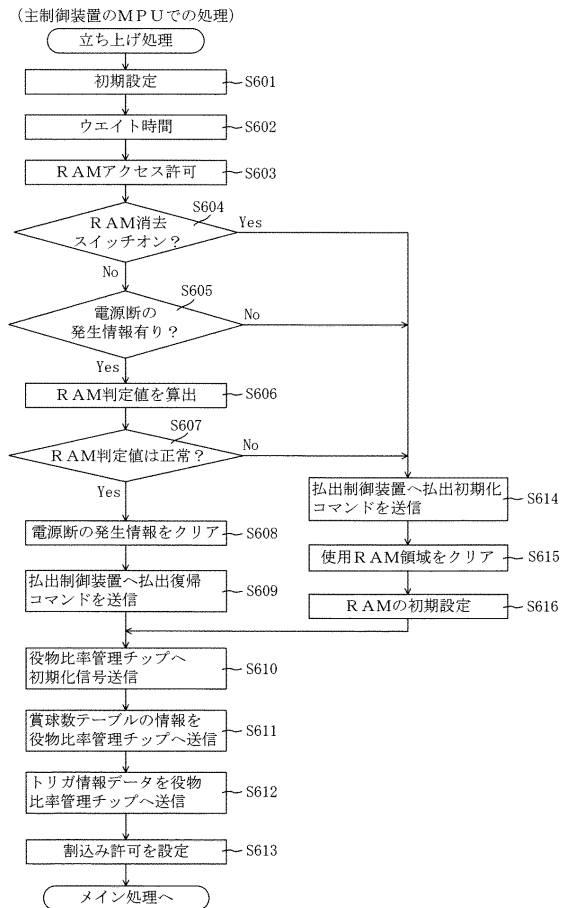 (主制御装置のMPUでの処理)
立ち上げ処理
初期設定
S601
ウエイト時間
S602
RAMアクセス許可
S603
S604
RAM消去
スイッチオン?
Yes
No
S605
電源断の
発生情報有り?
No
Yes
RAM判定値を算出
S606
S607
RAM判定値は正常?
No
Yes
電源断の発生情報をクリア
S608
払出制御装置へ払出復帰
コマンドを送信
S609
払出制御装置へ払出初期化
コマンドを送信
S614
使用RAM領域をクリア
S615
RAMの初期設定
S616
役物比率管理チップへ
初期化信号送信
S610
賞球数テーブルの情報を
役物比率管理チップへ送信
S611
トリガ情報データを役物
比率管理チップへ送信
S612
割込み許可を設定
S613
メイン処理へ